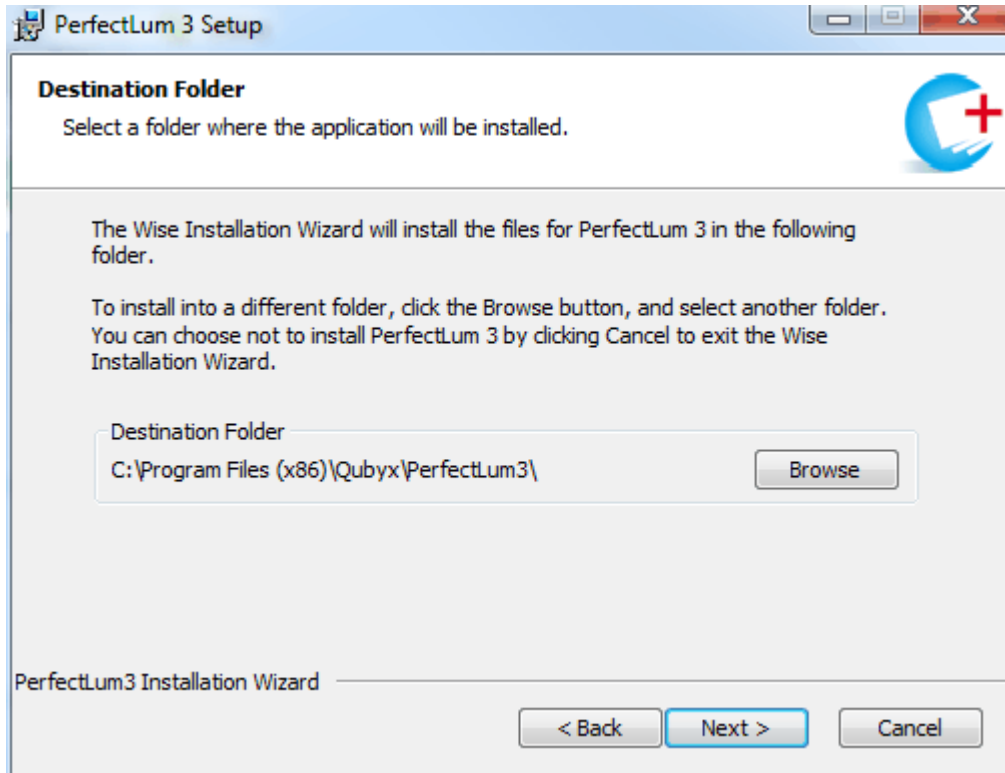 PerfectLum 3 Setup
Destination Folder
Select a folder where the application will be installed.
The Wise Installation Wizard will install the files for PerfectLum 3 in the following
folder.
To install into a different folder, click the Browse button, and select another folder.
You can choose not to install PerfectLum 3 by clicking Cancel to exit the Wise
Installation Wizard.
Destination Folder
C:\Program Files (x86)\Qubyx\PerfectLum3\
Browse
PerfectLum3 Installation Wizard
< Back
Next >
Cancel